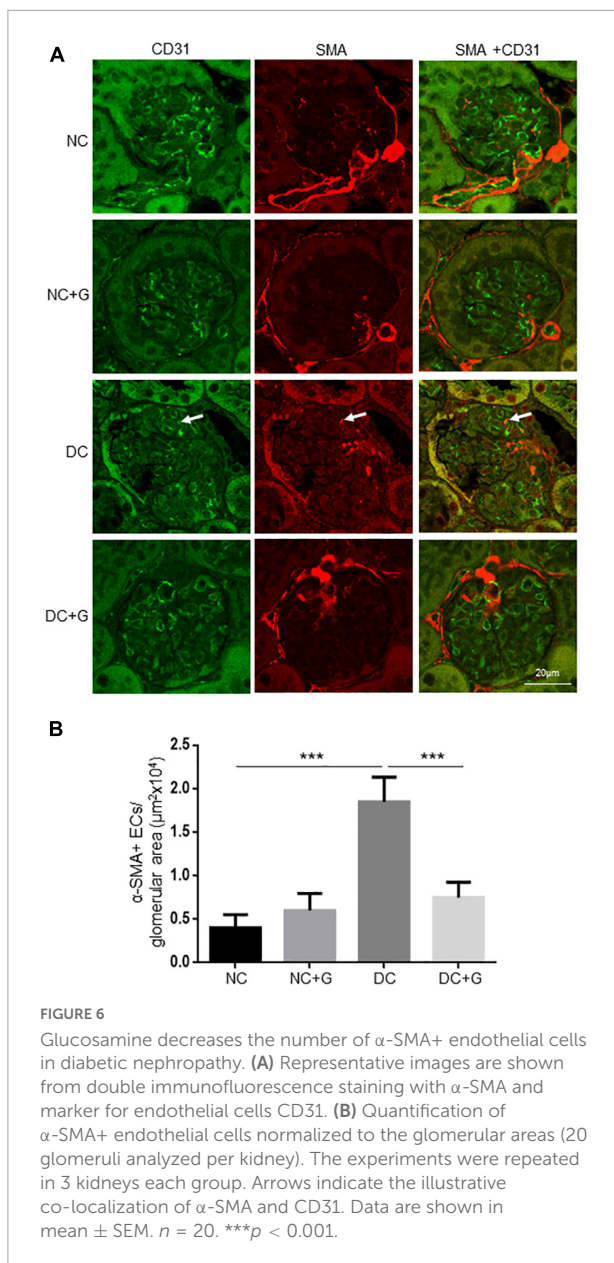 A
CD31 SMA SMA +CD31
NC
NC+G
DC
DC+G
20µm
B
α-SMA+ ECs/
glomerular area (µm²x10⁴)
2.5
2.0
1.5
1.0
0.5
0.0
*** ***
NC NC+G DC DC+G
FIGURE 6
Glucosamine decreases the number of α-SMA+ endothelial cells
in diabetic nephropathy. (A) Representative images are shown
from double immunofluorescence staining with α-SMA and
marker for endothelial cells CD31. (B) Quantification of
α-SMA+ endothelial cells normalized to the glomerular areas (20
glomeruli analyzed per kidney). The experiments were repeated
in 3 kidneys each group. Arrows indicate the illustrative
co-localization of α-SMA and CD31. Data are shown in
mean ± SEM. n = 20. ***p < 0.001.